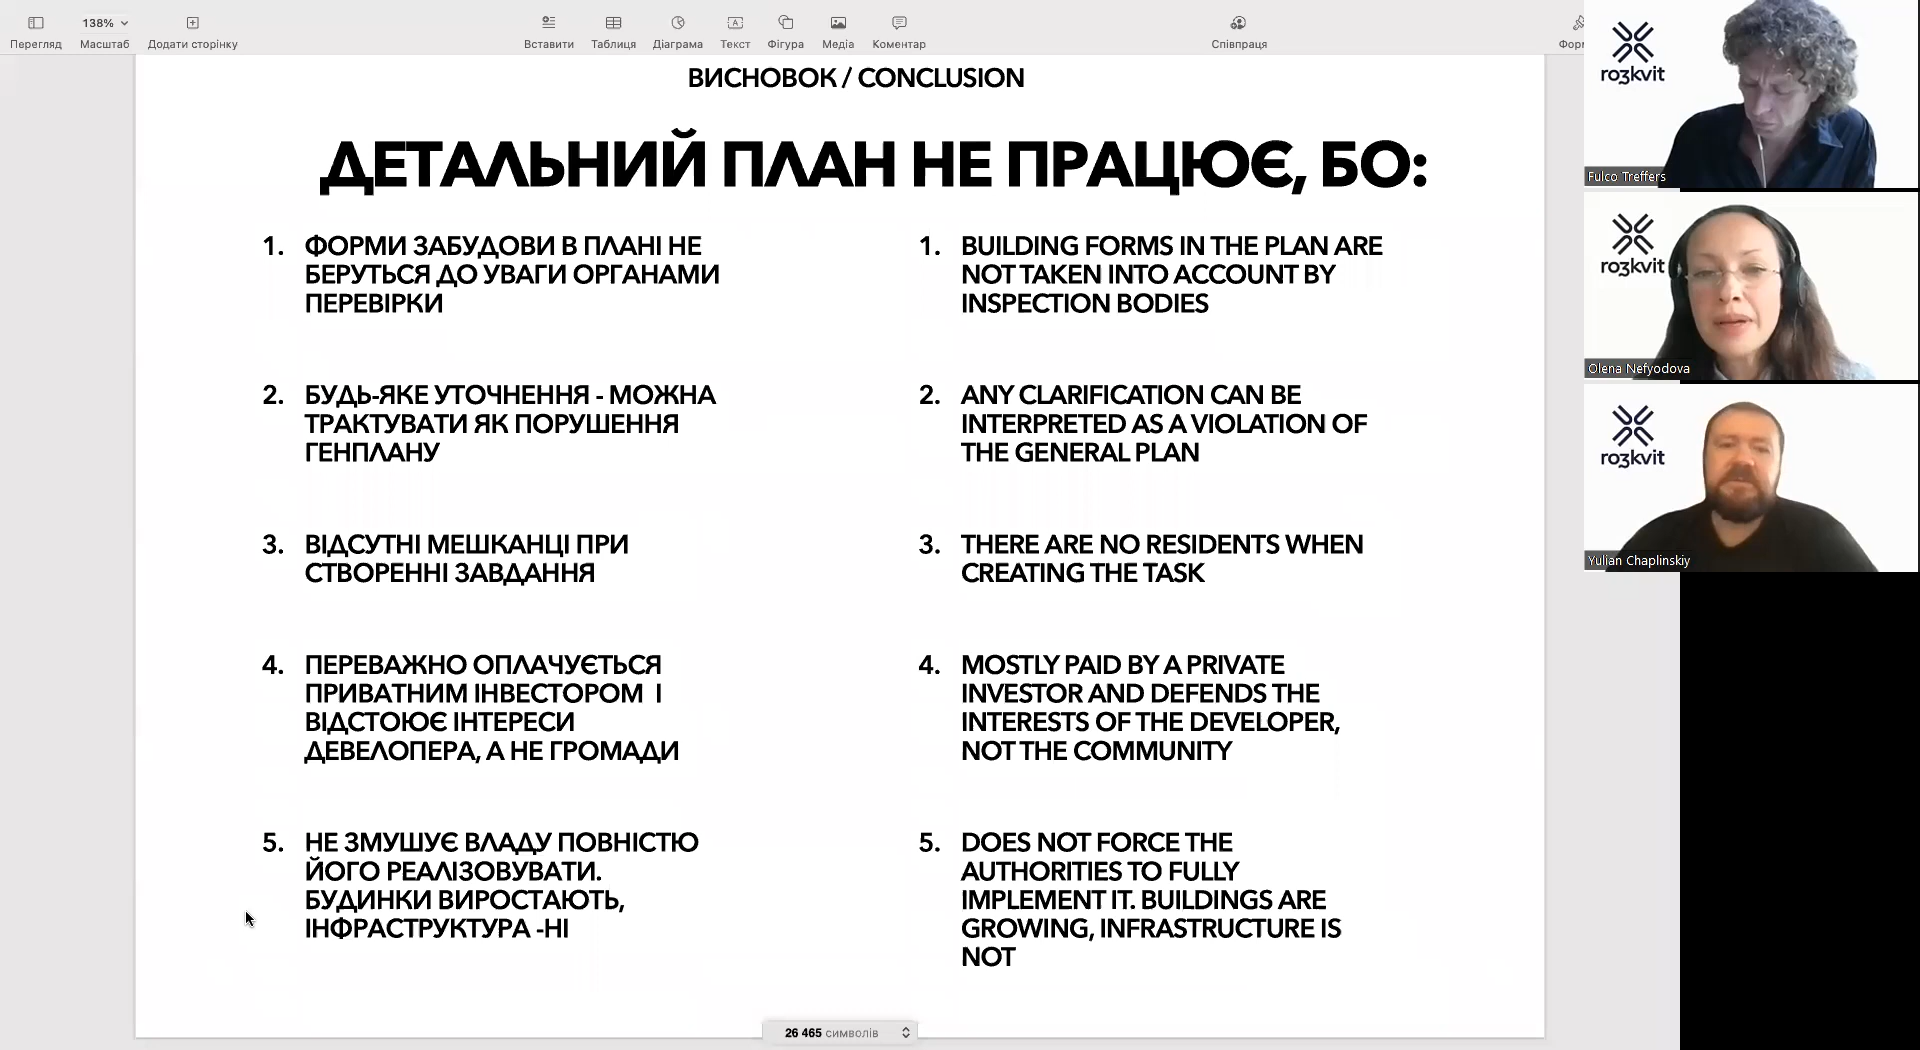 138%
Перегляд
Масштаб
Додати сторінку
Вставити
Таблиця
Діаграма
Текст
Фігура
Медіа
Коментар
Співпраця
Форм
ВИСНОВОК / CONCLUSION
ДЕТАЛЬНИЙ ПЛАН НЕ ПРАЦЮЄ, БО:
1. ФОРМИ ЗАБУДОВИ В ПЛАНІ НЕ
БЕРУТЬСЯ ДО УВАГИ ОРГАНАМИ
ПЕРЕВІРКИ
2. БУДЬ-ЯКЕ УТОЧНЕННЯ - МОЖНА
ТРАКТУВАТИ ЯК ПОРУШЕННЯ
ГЕНПЛАНУ
3. ВІДСУТНІ МЕШКАНЦІ ПРИ
СТВОРЕННІ ЗАВДАННЯ
4. ПЕРЕВАЖНО ОПЛАЧУЄТЬСЯ
ПРИВАТНИМ ІНВЕСТОРОМ І
ВІДСТОЮЄ ІНТЕРЕСИ
ДЕВЕЛОПЕРА, А НЕ ГРОМАДИ
5. НЕ ЗМУШУЄ ВЛАДУ ПОВНІСТЮ
ЙОГО РЕАЛІЗОВУВАТИ.
БУДИНКИ ВИРОСТАЮТЬ,
ІНФРАСТРУКТУРА -НІ
1. BUILDING FORMS IN THE PLAN ARE
NOT TAKEN INTO ACCOUNT BY
INSPECTION BODIES
2. ANY CLARIFICATION CAN BE
INTERPRETED AS A VIOLATION OF
THE GENERAL PLAN
3. THERE ARE NO RESIDENTS WHEN
CREATING THE TASK
4. MOSTLY PAID BY A PRIVATE
INVESTOR AND DEFENDS THE
INTERESTS OF THE DEVELOPER,
NOT THE COMMUNITY
5. DOES NOT FORCE THE
AUTHORITIES TO FULLY
IMPLEMENT IT. BUILDINGS ARE
GROWING, INFRASTRUCTURE IS
NOT
26 465 символів
roзkvit
Fulco Treffers
roзkvit
Olena Nefyodova
roзkvit
Yulian Chaplinskiy